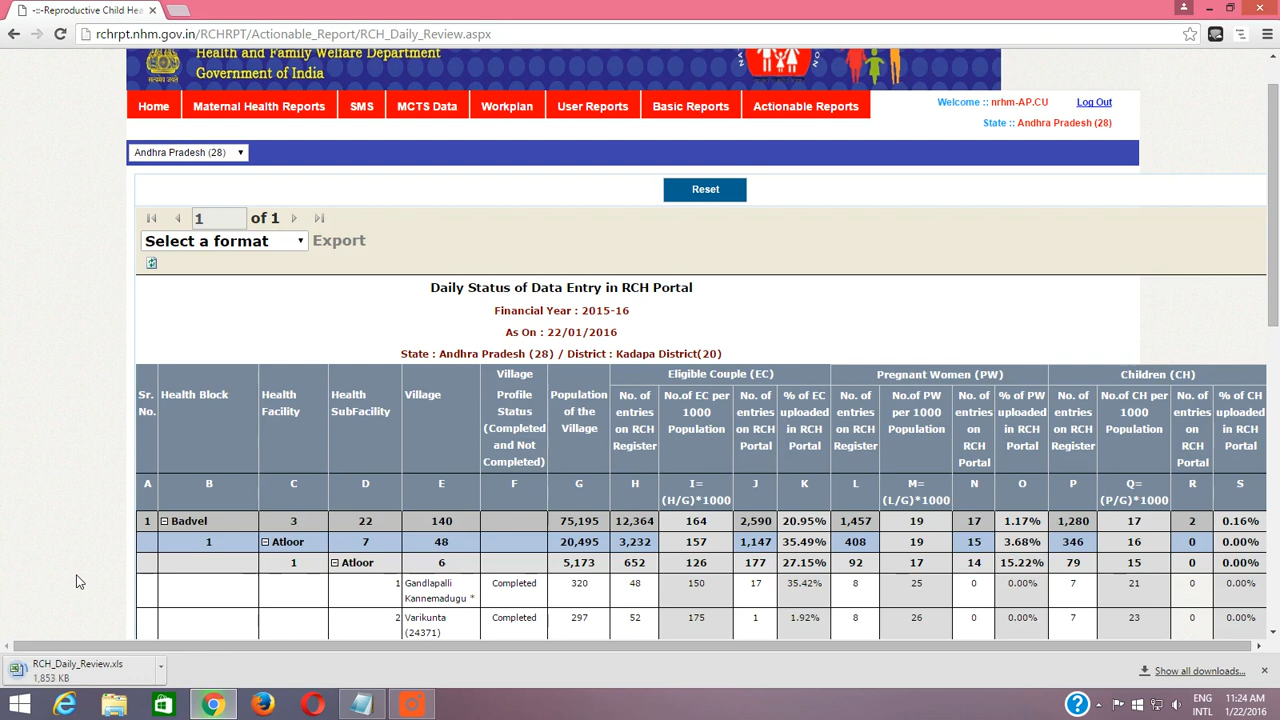 -::-Reproductive Child Hea
rchrpt.nhm.gov.in/RCHRPT/Actionable_Report/RCH_Daily_Review.aspx
Health and Family Welfare Department
Government of India
Home Maternal Health Reports SMS MCTS Data Workplan User Reports Basic Reports Actionable Reports
Welcome :: nrhm-AP.CU Log Out
State :: Andhra Pradesh (28)
Andhra Pradesh (28)
Reset
1 of 1
Select a format Export
Daily Status of Data Entry in RCH Portal
Financial Year : 2015-16
As On : 22/01/2016
State : Andhra Pradesh (28) / District : Kadapa District(20)
Sr. No. Health Block Health Facility Health SubFacility Village Village Profile Status (Completed and Not Completed) Population of the Village Eligible Couple (EC) Pregnant Women (PW) Children (CH)
No. of entries on RCH Register No.of EC per 1000 Population No. of entries on RCH Portal % of EC uploaded in RCH Portal No. of entries on RCH Register No.of PW per 1000 Population No. of entries on RCH Portal % of PW uploaded in RCH Portal No. of entries on RCH Register No.of CH per 1000 Population No. of entries on RCH Portal % of CH uploaded in RCH Portal
A B C D E F G H I=(H/G)*1000 J K L M=(L/G)*1000 N O P Q=(P/G)*1000 R S
1 Badvel 3 22 140 75,195 12,364 164 2,590 20.95% 1,457 19 17 1.17% 1,280 17 2 0.16%
1 Atloor 7 48 20,495 3,232 157 1,147 35.49% 408 19 15 3.68% 346 16 0 0.00%
1 Atloor 6 5,173 652 126 177 27.15% 92 17 14 15.22% 79 15 0 0.00%
1 Gandlapalli Kannemadugu * Completed 320 48 150 17 35.42% 8 25 0 0.00% 7 21 0 0.00%
2 Varikunta (24371) Completed 297 52 175 1 1.92% 8 26 0 0.00% 7 23 0 0.00%
RCH_Daily_Review.xls
1,853 KB
Show all downloads...
ENG
INTL
11:24 AM
1/22/2016